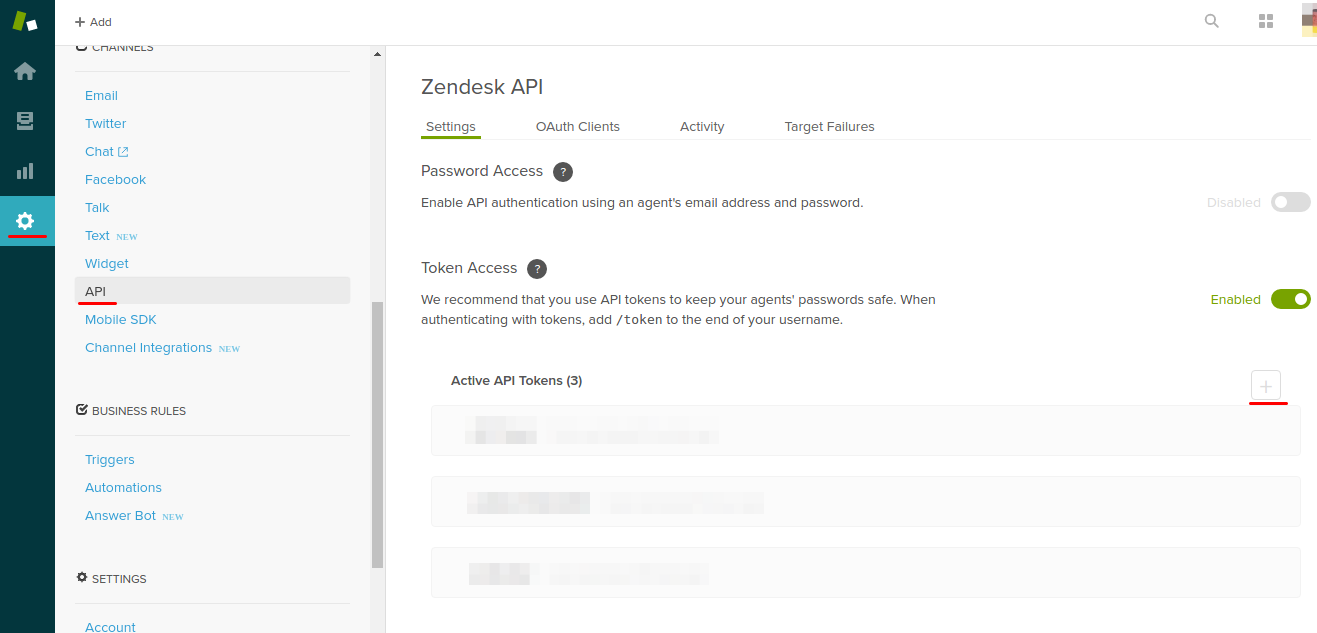 + Add
CHANNELS
Email
Twitter
Chat
Facebook
Talk
Text NEW
Widget
API
Mobile SDK
Channel Integrations NEW
BUSINESS RULES
Triggers
Automations
Answer Bot NEW
SETTINGS
Account
Zendesk API
Settings OAuth Clients Activity Target Failures
Password Access ?
Enable API authentication using an agent's email address and password. Disabled
Token Access ?
We recommend that you use API tokens to keep your agents' passwords safe. When Enabled
authenticating with tokens, add /token to the end of your username.
Active API Tokens (3) +